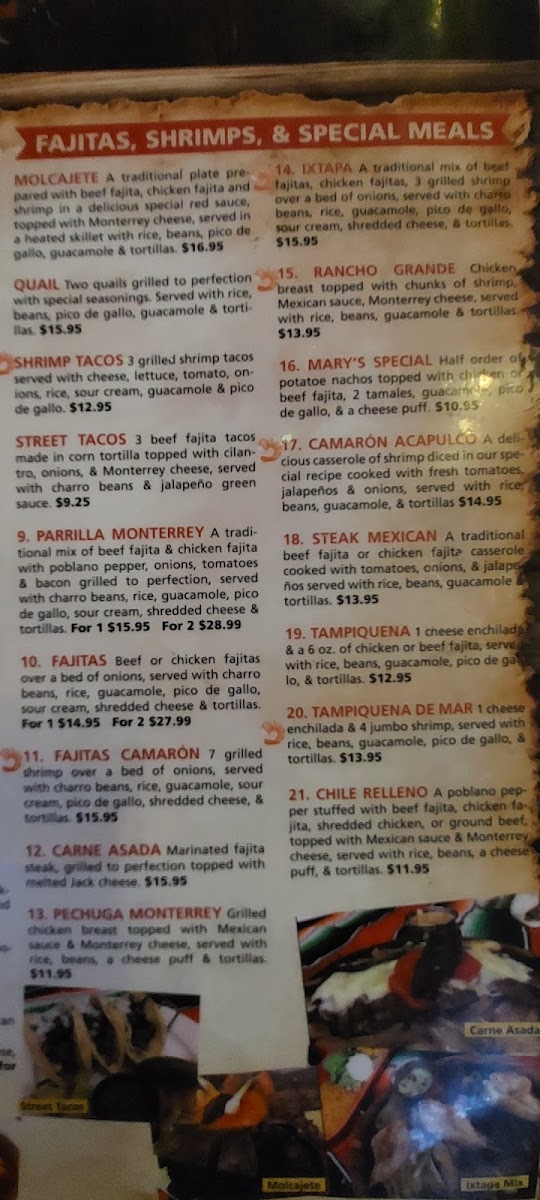 FAJITAS, SHRIMPS, & SPECIAL MEALS
MOLCAJETE A traditional plate pre-
pared with beef fajita, chicken fajita and
shrimp in a delicious special red sauce,
topped with Monterrey cheese, served in
a heated skillet with rice, beans, pico de
gallo, guacamole & tortillas. $16.95
QUAIL Two quails grilled to perfection
with special seasonings. Served with rice,
beans, pico de gallo, guacamole & torti-
llas. $15.95
SHRIMP TACOS 3 grilled shrimp tacos
served with cheese, lettuce, tomato, on-
ions, rice, sour cream, guacamole & pico
de gallo. $12.95
STREET TACOS 3 beef fajita tacos
made in corn tortilla topped with cilan-
tro, onions, & Monterrey cheese, served
with charro beans & jalapeño green
sauce. $9.25
9. PARRILLA MONTERREY A tradi-
tional mix of beef fajita & chicken fajita
with poblano pepper, onions, tomatoes
& bacon grilled to perfection, served
with charro beans, rice, guacamole, pico
de gallo, sour cream, shredded cheese &
tortillas. For 1 $15.95 For 2 $28.99
10. FAJITAS Beef or chicken fajitas
over a bed of onions, served with charro
beans, rice, guacamole, pico de gallo,
sour cream, shredded cheese & tortillas.
For 1 $14.95 For 2 $27.99
11. FAJITAS CAMARÓN 7 grilled
shrimp over a bed of onions, served
with charro beans, rice, guacamole, sour
cream, pico de gallo, shredded cheese, &
tortillas. $15.95
12. CARNE ASADA Marinated fajita
steak, grilled to perfection topped with
melted Jack cheese. $15.95
13. PECHUGA MONTERREY Grilled
chicken breast topped with Mexican
sauce & Monterrey cheese, served with
rice, beans, a cheese puff & tortillas.
$11.95
14. IXTAPA A traditional mix of beef
fajitas, chicken fajitas, 3 grilled shrimp
over a bed of onions, served with charro
beans, rice, guacamole, pico de gallo,
sour cream, shredded cheese, & tortillas.
$15.95
15. RANCHO GRANDE Chicken
breast topped with chunks of shrimp,
Mexican sauce, Monterrey cheese, served
with rice, beans, guacamole & tortillas.
$13.95
16. MARY'S SPECIAL Half order of
potatoe nachos topped with chicken or
beef fajita, 2 tamales, guacamole, pico
de gallo, & a cheese puff. $10.95
17. CAMARÓN ACAPULCO A deli-
cious casserole of shrimp diced in our spe-
cial recipe cooked with fresh tomatoes,
jalapeños & onions, served with rice,
beans, guacamole, & tortillas $14.95
18. STEAK MEXICAN A traditional
beef fajita or chicken fajita casserole
cooked with tomatoes, onions, & jalape-
ños served with rice, beans, guacamole &
tortillas. $13.95
19. TAMPIQUENA 1 cheese enchilada
& a 6 oz. of chicken or beef fajita, served
with rice, beans, guacamole, pico de ga
lo, & tortillas. $12.95
20. TAMPIQUENA DE MAR 1 cheese
enchilada & 4 jumbo shrimp, served with
rice, beans, guacamole, pico de gallo, &
tortillas. $13.95
21. CHILE RELLENO A poblano pep-
per stuffed with beef fajita, chicken fa-
jita, shredded chicken, or ground beef,
topped with Mexican sauce & Monterrey
cheese, served with rice, beans, a cheese
puff, & tortillas. $11.95
Carne Asada
Street Tacos
Molcajete
Ixtapa Mix